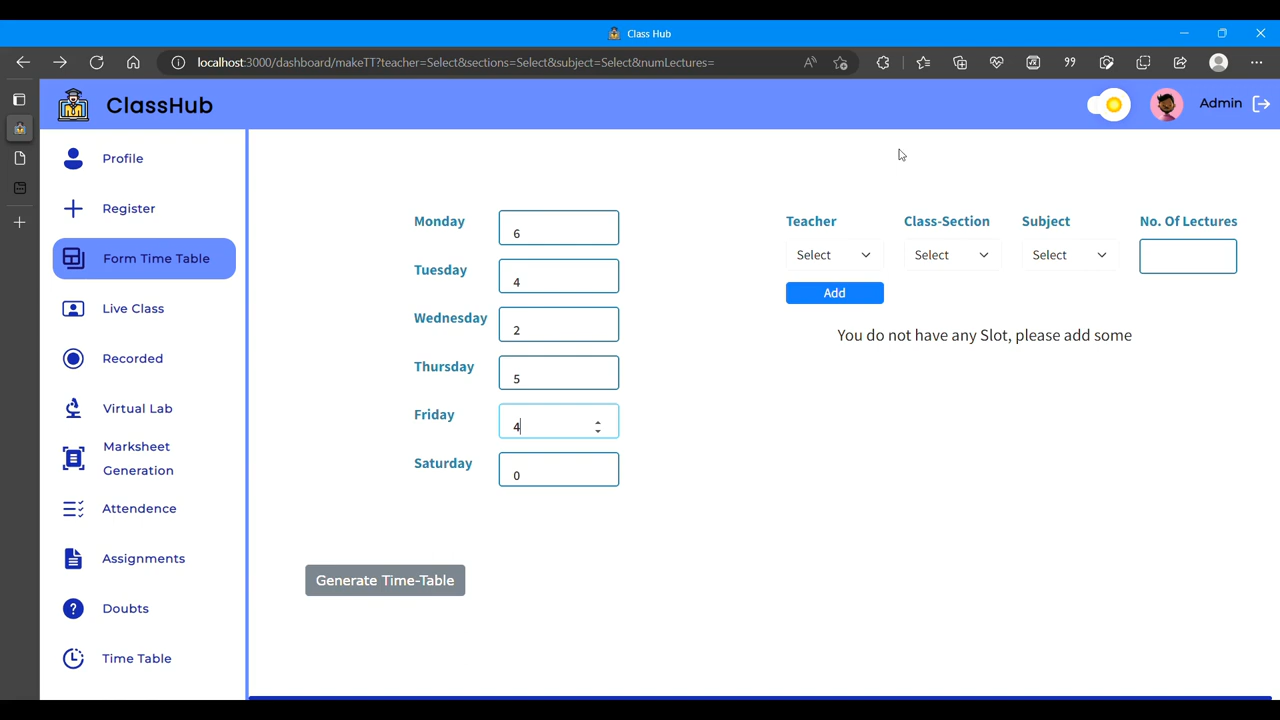 Class Hub
localhost:3000/dashboard/makeTT?teacher=Select&sections=Select&subject=Select&numLectures=
ClassHub
Admin
Profile
Register
Form Time Table
Live Class
Recorded
Virtual Lab
Marksheet
Generation
Attendence
Assignments
Doubts
Time Table
Monday 6
Tuesday 4
Wednesday 2
Thursday 5
Friday 4
Saturday 0
Generate Time-Table
Teacher Class-Section Subject No. Of Lectures
Select Select Select
Add
You do not have any Slot, please add some